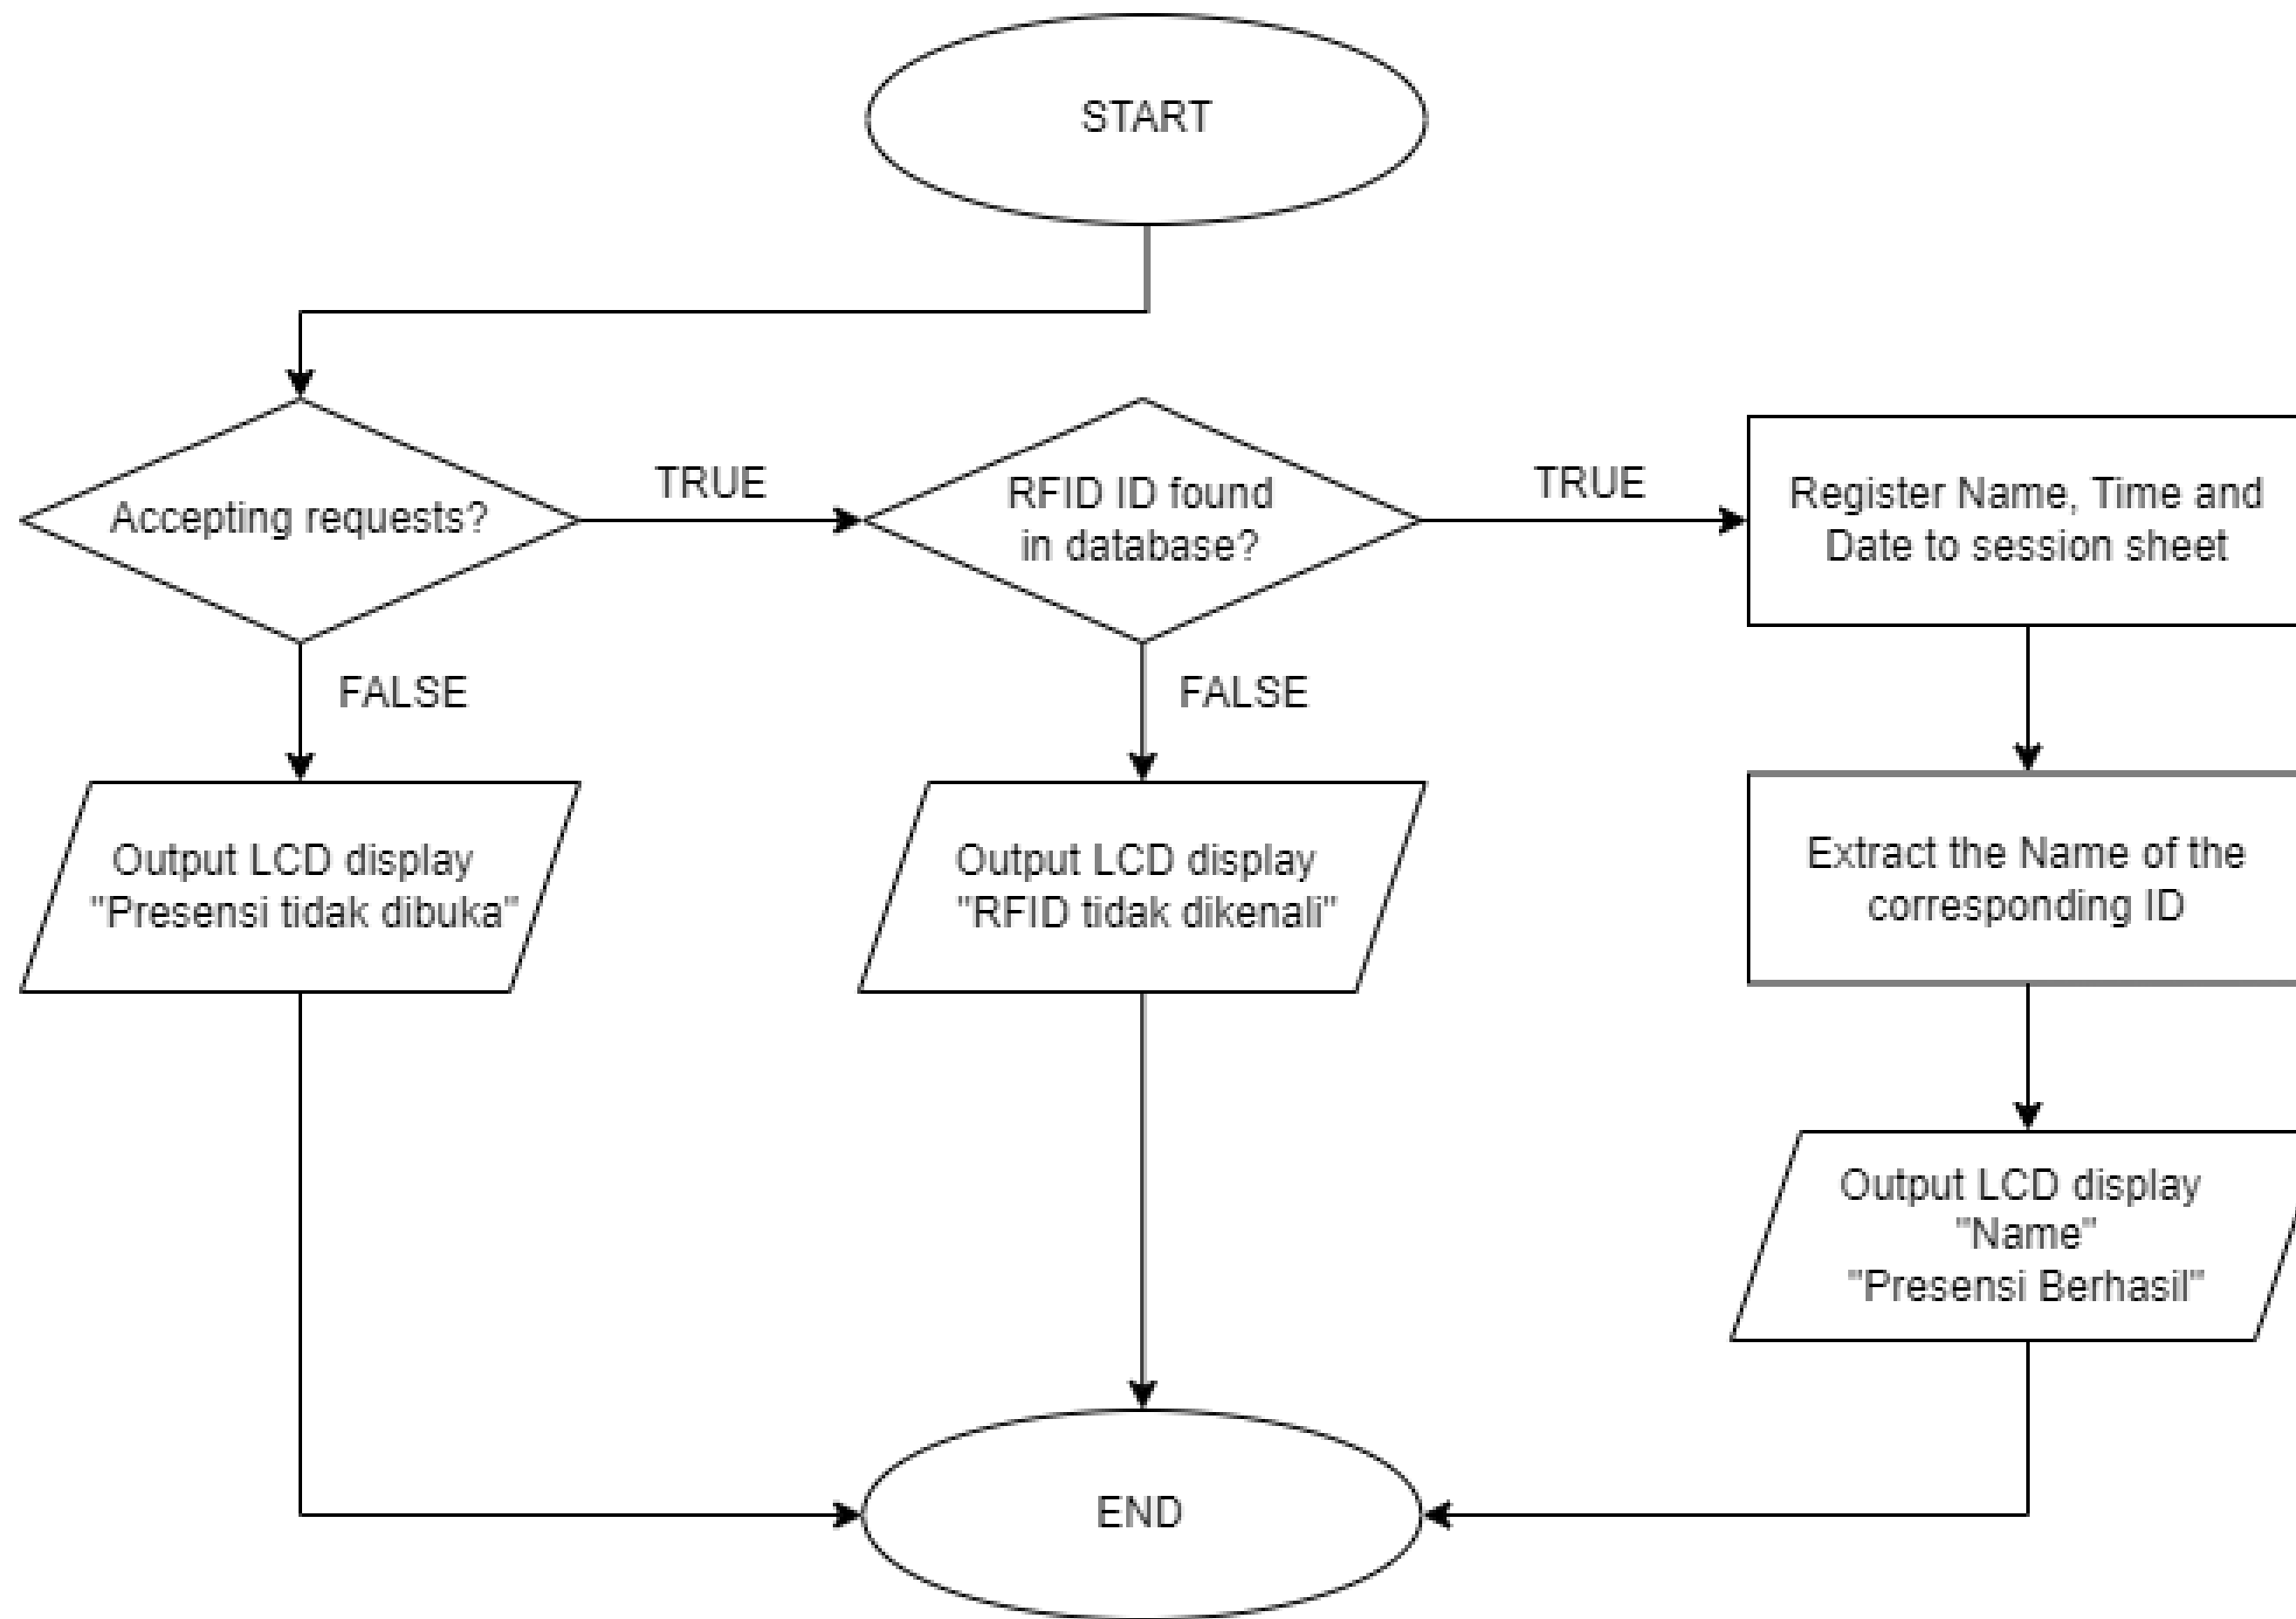 START
Accepting requests?
TRUE
RFID ID found
in database?
TRUE
Register Name, Time and
Date to session sheet
FALSE
FALSE
Output LCD display
"Presensi tidak dibuka"
Output LCD display
"RFID tidak dikenali"
Extract the Name of the
corresponding ID
Output LCD display
"Name"
"Presensi Berhasil"
END